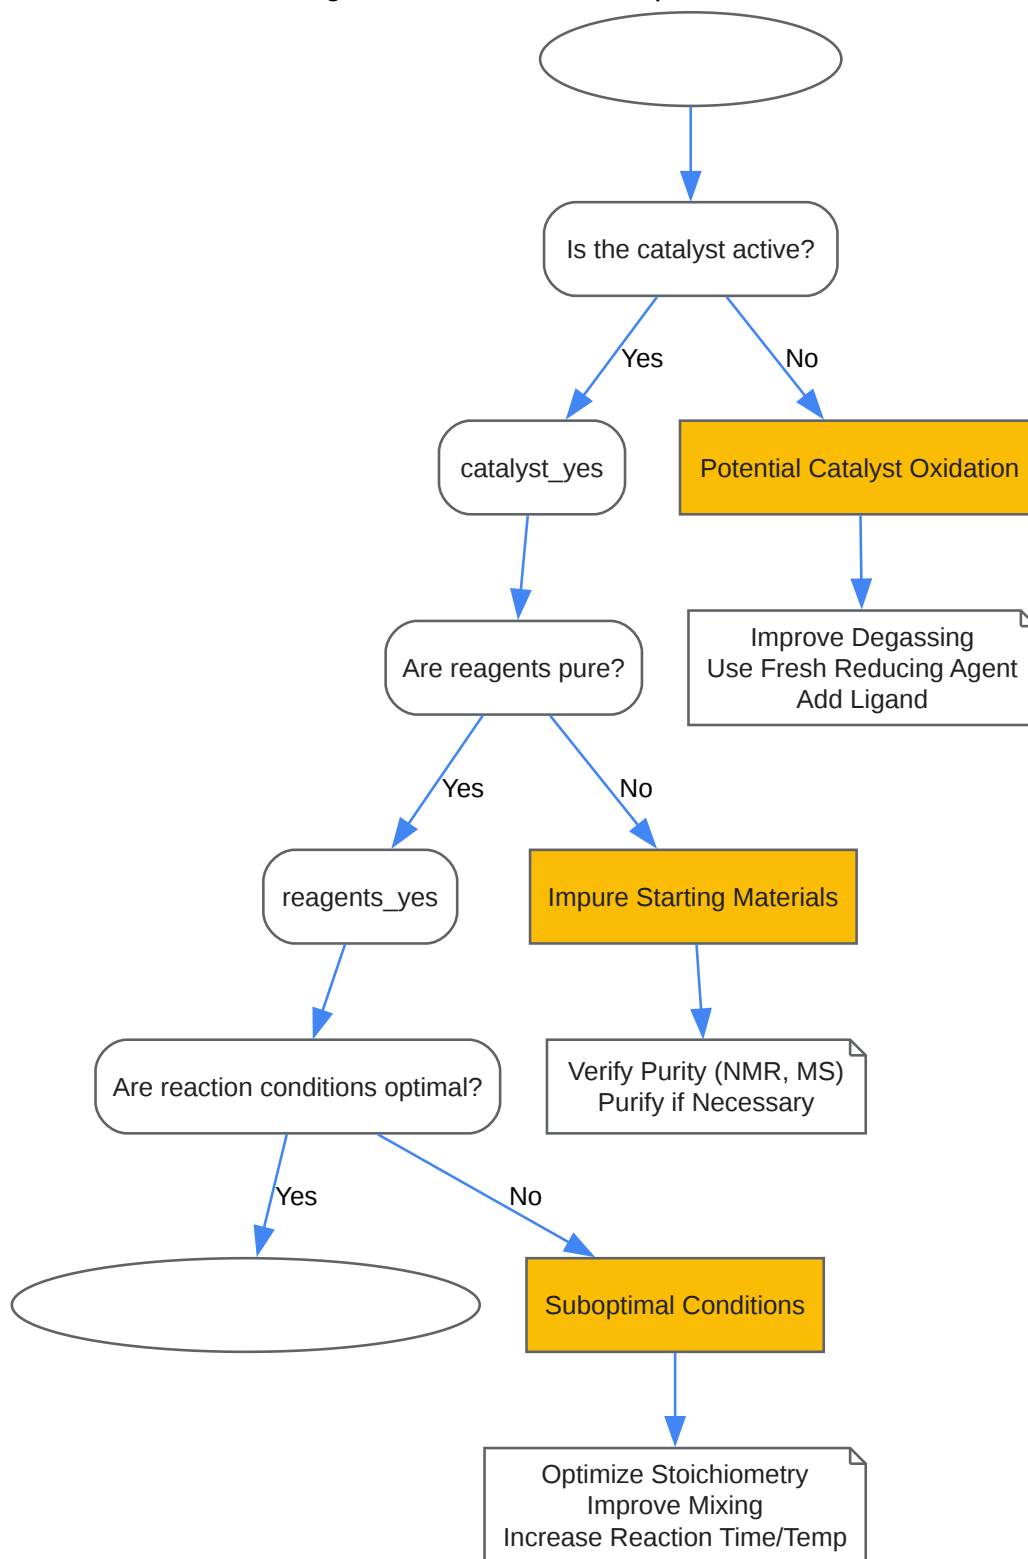 Is the catalyst active?
Yes
No
catalyst_yes
Potential Catalyst Oxidation
Improve Degassing
Use Fresh Reducing Agent
Add Ligand
Are reagents pure?
Yes
No
reagents_yes
Impure Starting Materials
Verify Purity (NMR, MS)
Purify if Necessary
Are reaction conditions optimal?
Yes
No
Suboptimal Conditions
Optimize Stoichiometry
Improve Mixing
Increase Reaction Time/Temp